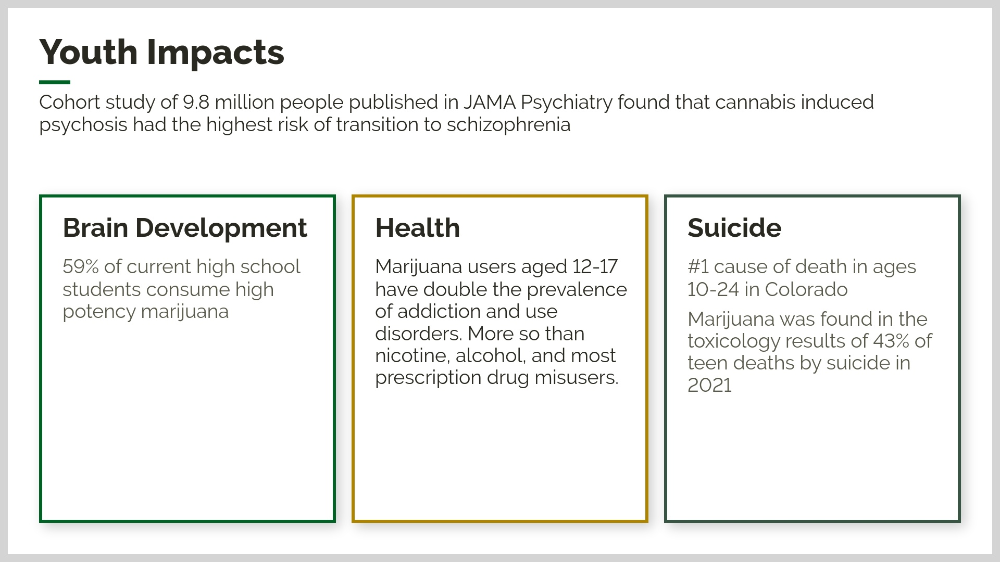 Youth Impacts
Cohort study of 9.8 million people published in JAMA Psychiatry found that cannabis induced
psychosis had the highest risk of transition to schizophrenia
Brain Development
59% of current high school
students consume high
potency marijuana
Health
Marijuana users aged 12-17
have double the prevalence
of addiction and use
disorders. More so than
nicotine, alcohol, and most
prescription drug misusers.
Suicide
#1 cause of death in ages
10-24 in Colorado
Marijuana was found in the
toxicology results of 43% of
teen deaths by suicide in
2021